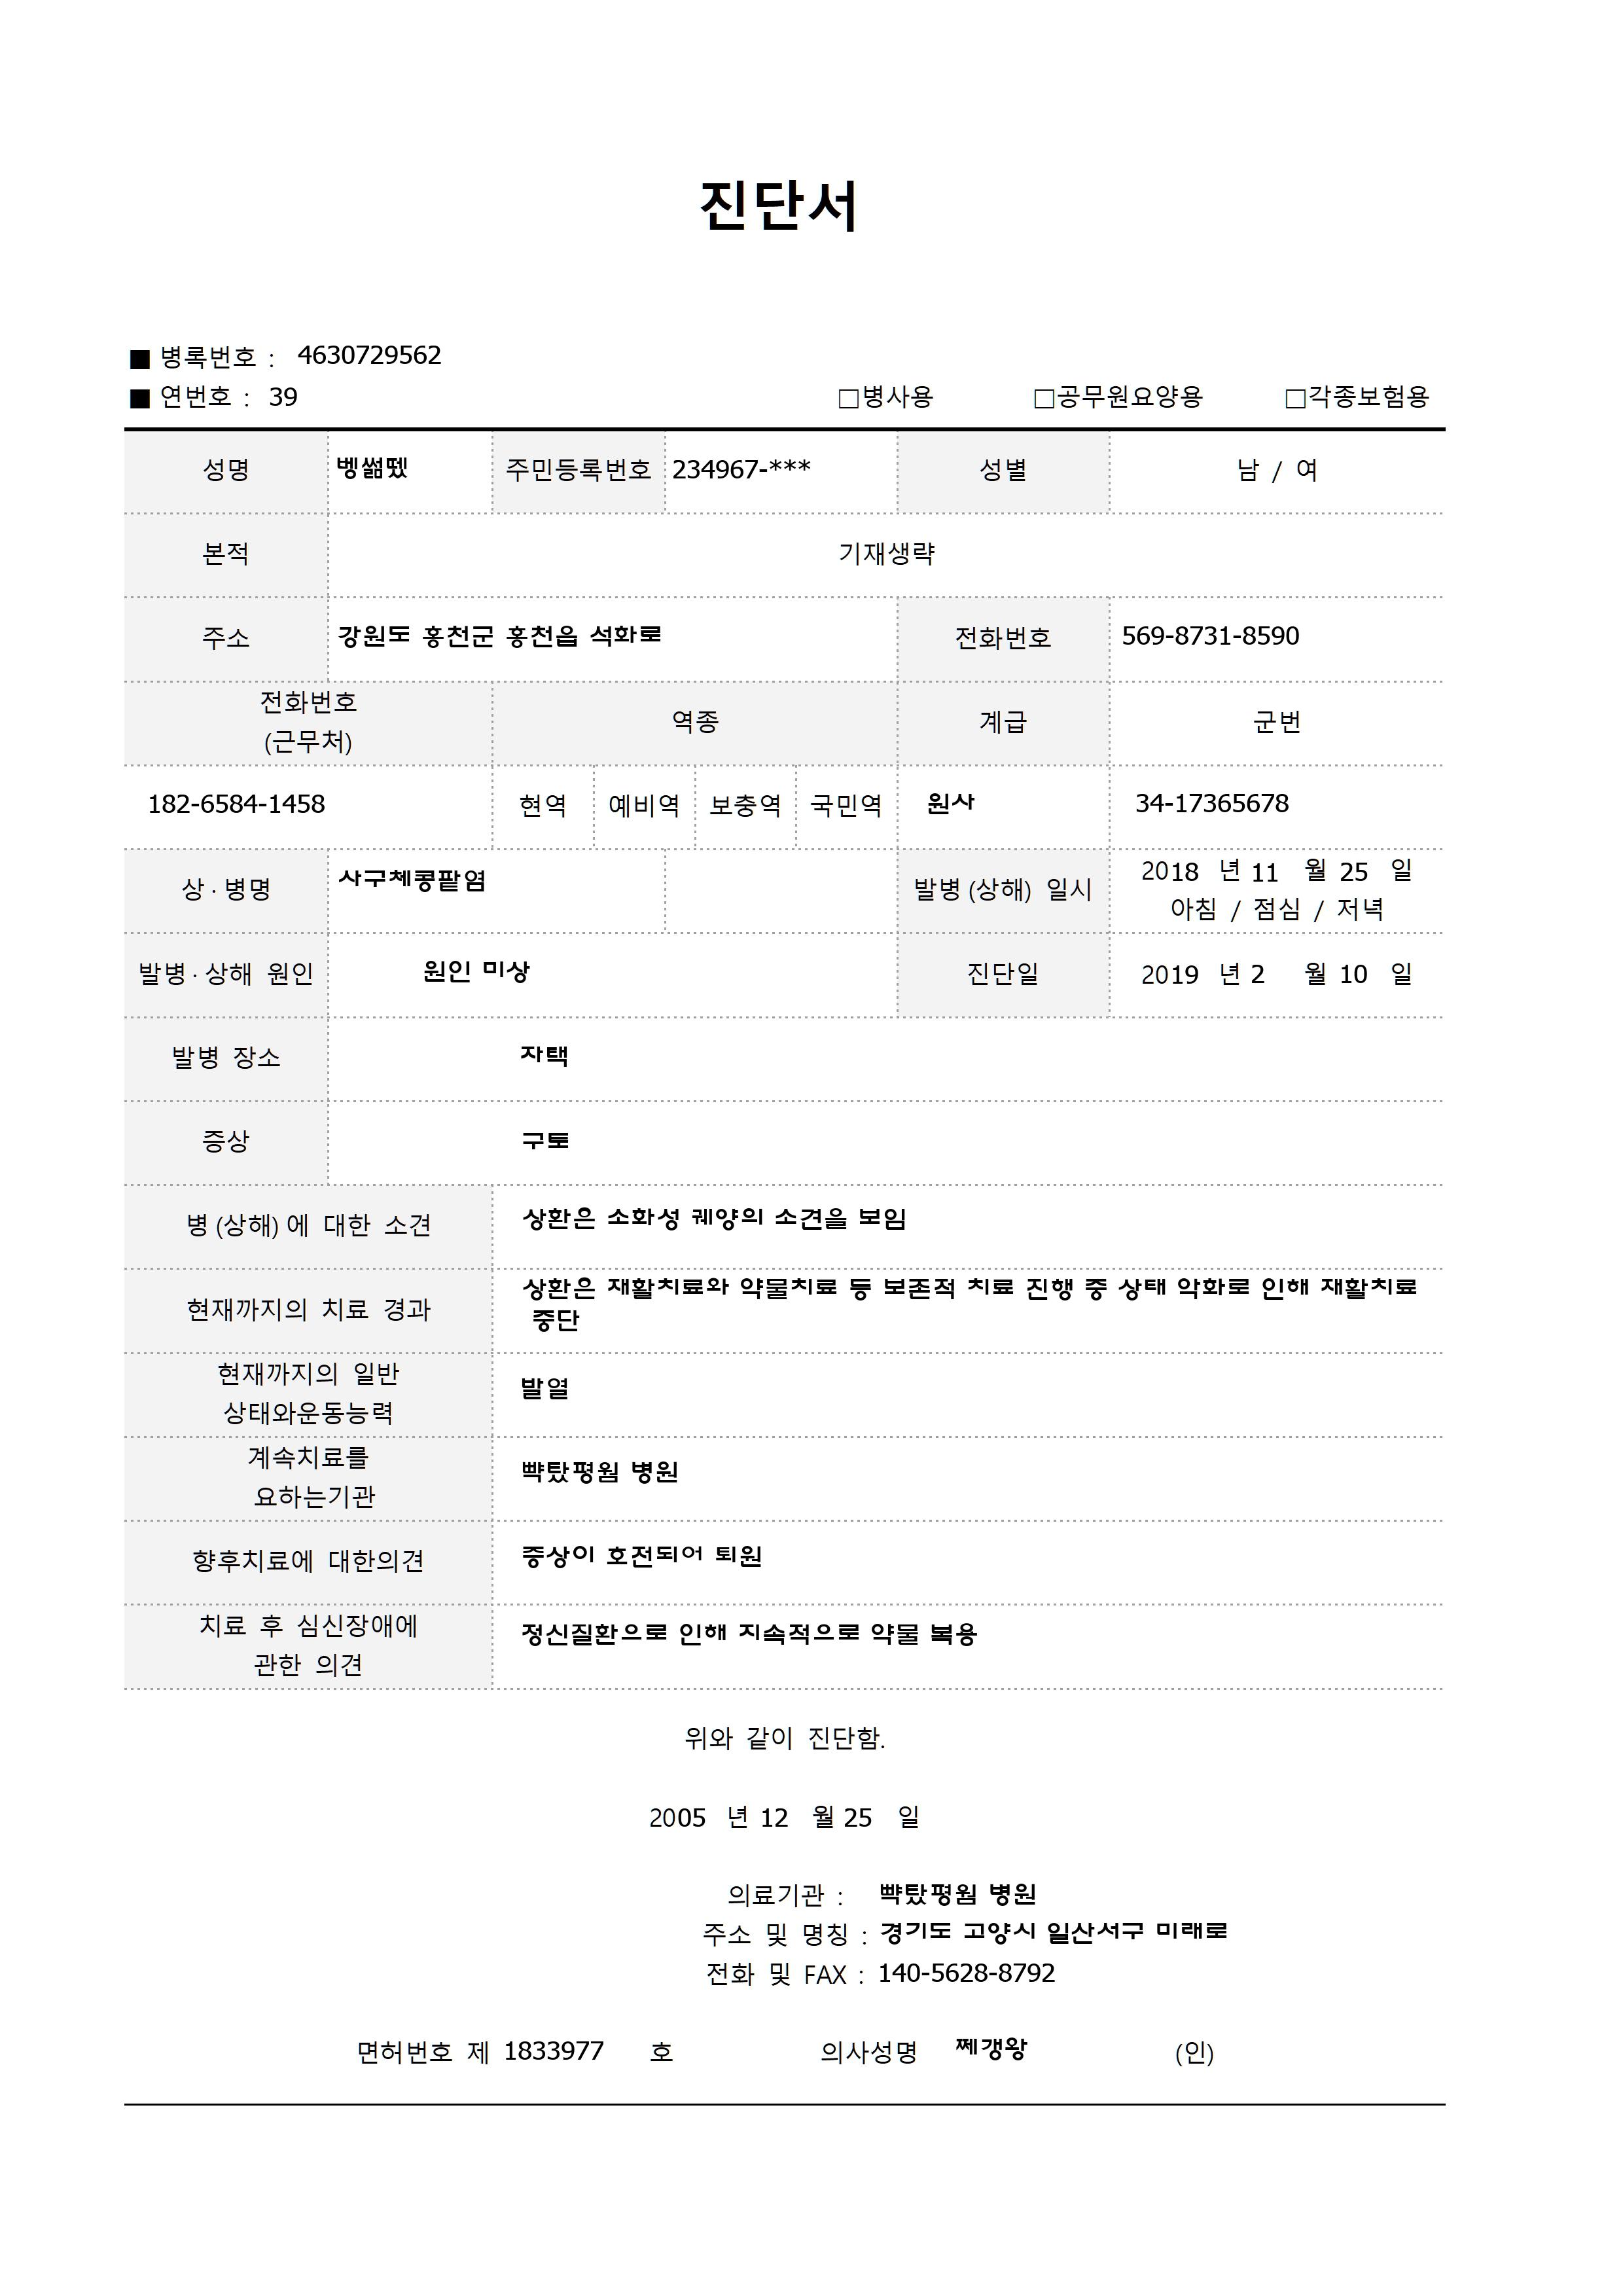 진단서
■ 병록번호 : 4630729562
■ 연번호 : 39 □병사용 □공무원요양용 □각종보험용
성명 벵쎪뗐 주민등록번호 234967-*** 성별 남 / 여
본적 기재생략
주소 강원도 홍천군 홍천읍 석화로 전화번호 569-8731-8590
전화번호
(근무처) 역종 계급 군번
182-6584-1458 현역 예비역 보충역 국민역 원사 34-17365678
상·병명 사구체콩팥염 발병(상해) 일시 2018 년 11 월 25 일
아침 / 점심 / 저녁
발병·상해 원인 원인 미상 진단일 2019 년 2 월 10 일
발병 장소 자택
증상 구토
병(상해)에 대한 소견 상환은 소화성 궤양의 소견을 보임
현재까지의 치료 경과 상환은 재활치료와 약물치료 등 보존적 치료 진행 중 상태 악화로 인해 재활치료
중단
현재까지의 일반
상태와운동능력 발열
계속치료를
요하는기관 뺙탔평웜 병원
향후치료에 대한의견 증상이 호전되어 퇴원
치료 후 심신장애에
관한 의견 정신질환으로 인해 지속적으로 약물 복용
위와 같이 진단함.
2005 년 12 월 25 일
의료기관 : 뺙탔평웜 병원
주소 및 명칭 : 경기도 고양시 일산서구 미래로
전화 및 FAX : 140-5628-8792
면허번호 제 1833977 호 의사성명 쩨갱왕 (인)